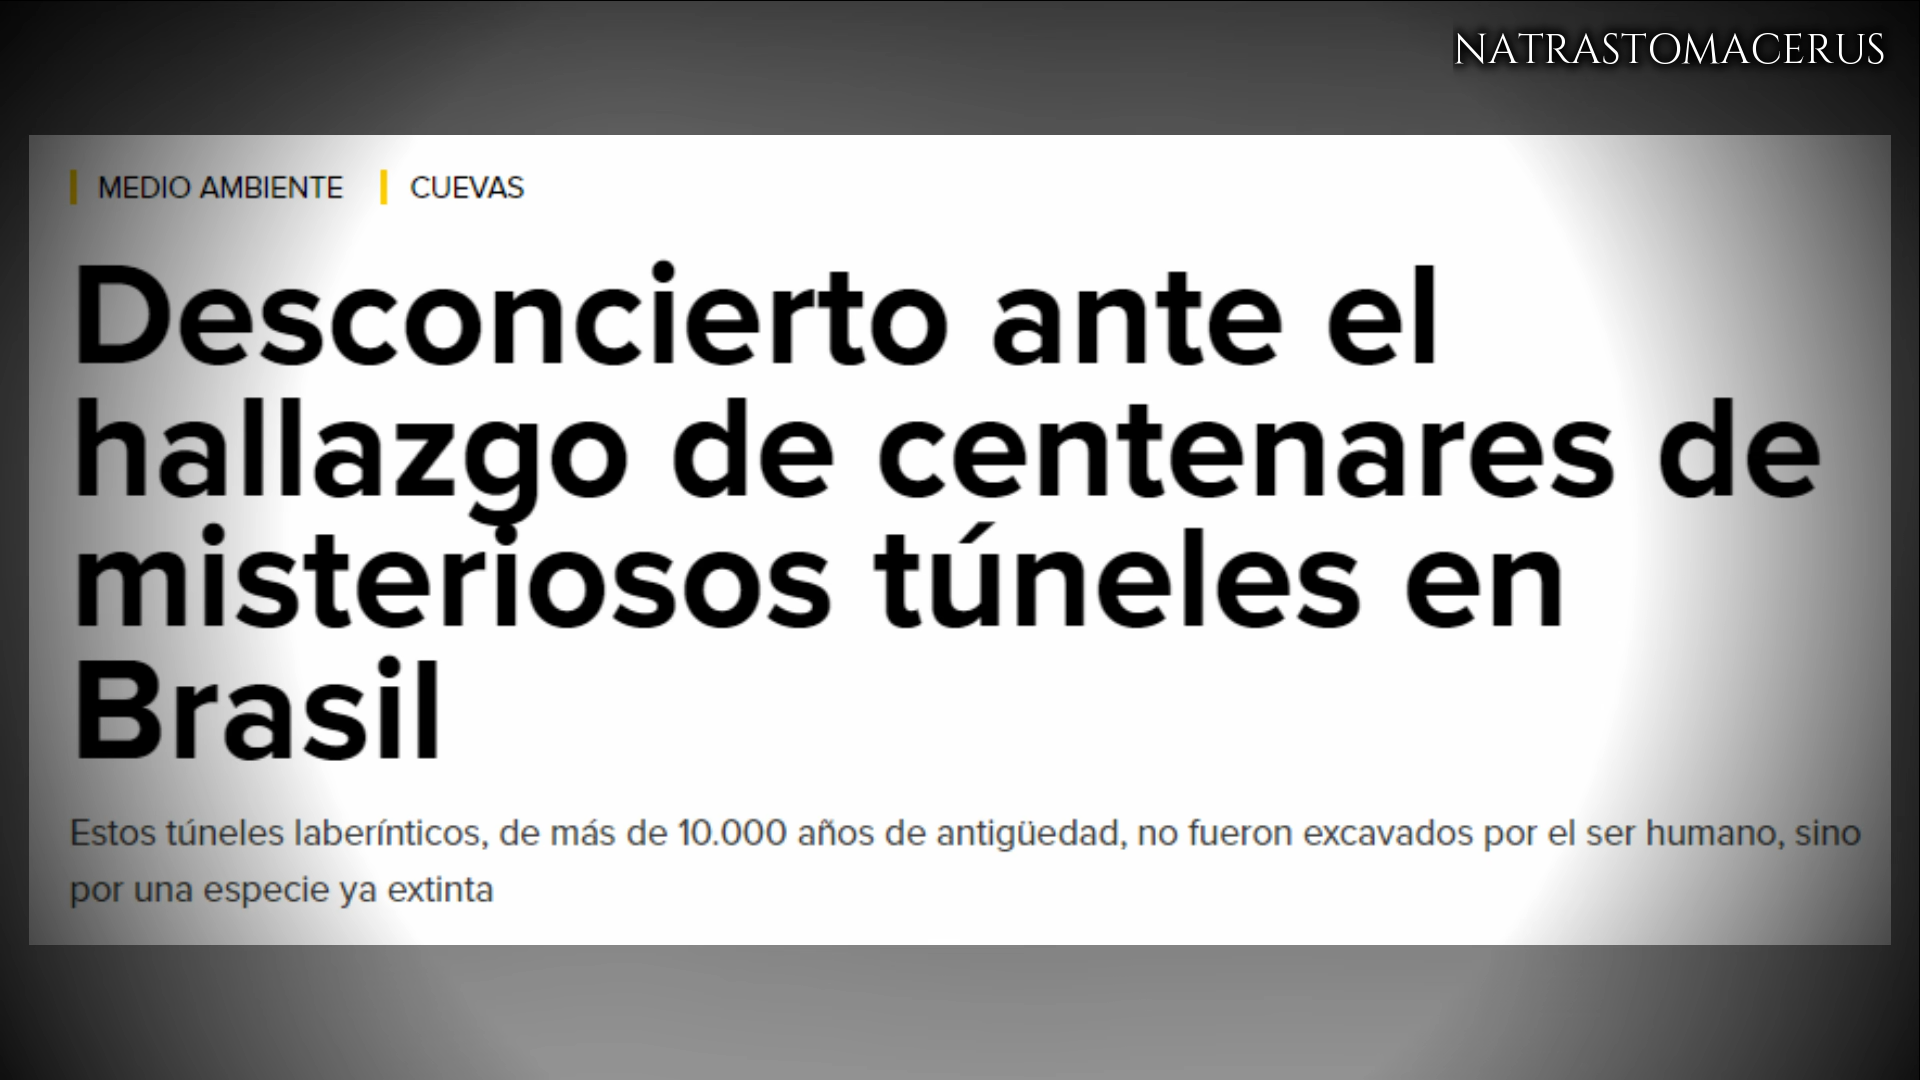 NATRASTOMACERUS
MEDIO AMBIENTE CUEVAS
Desconcierto ante el
hallazgo de centenares de
misteriosos túneles en
Brasil
Estos túneles laberínticos, de más de 10.000 años de antigüedad, no fueron excavados por el ser humano, sino
por una especie ya extinta